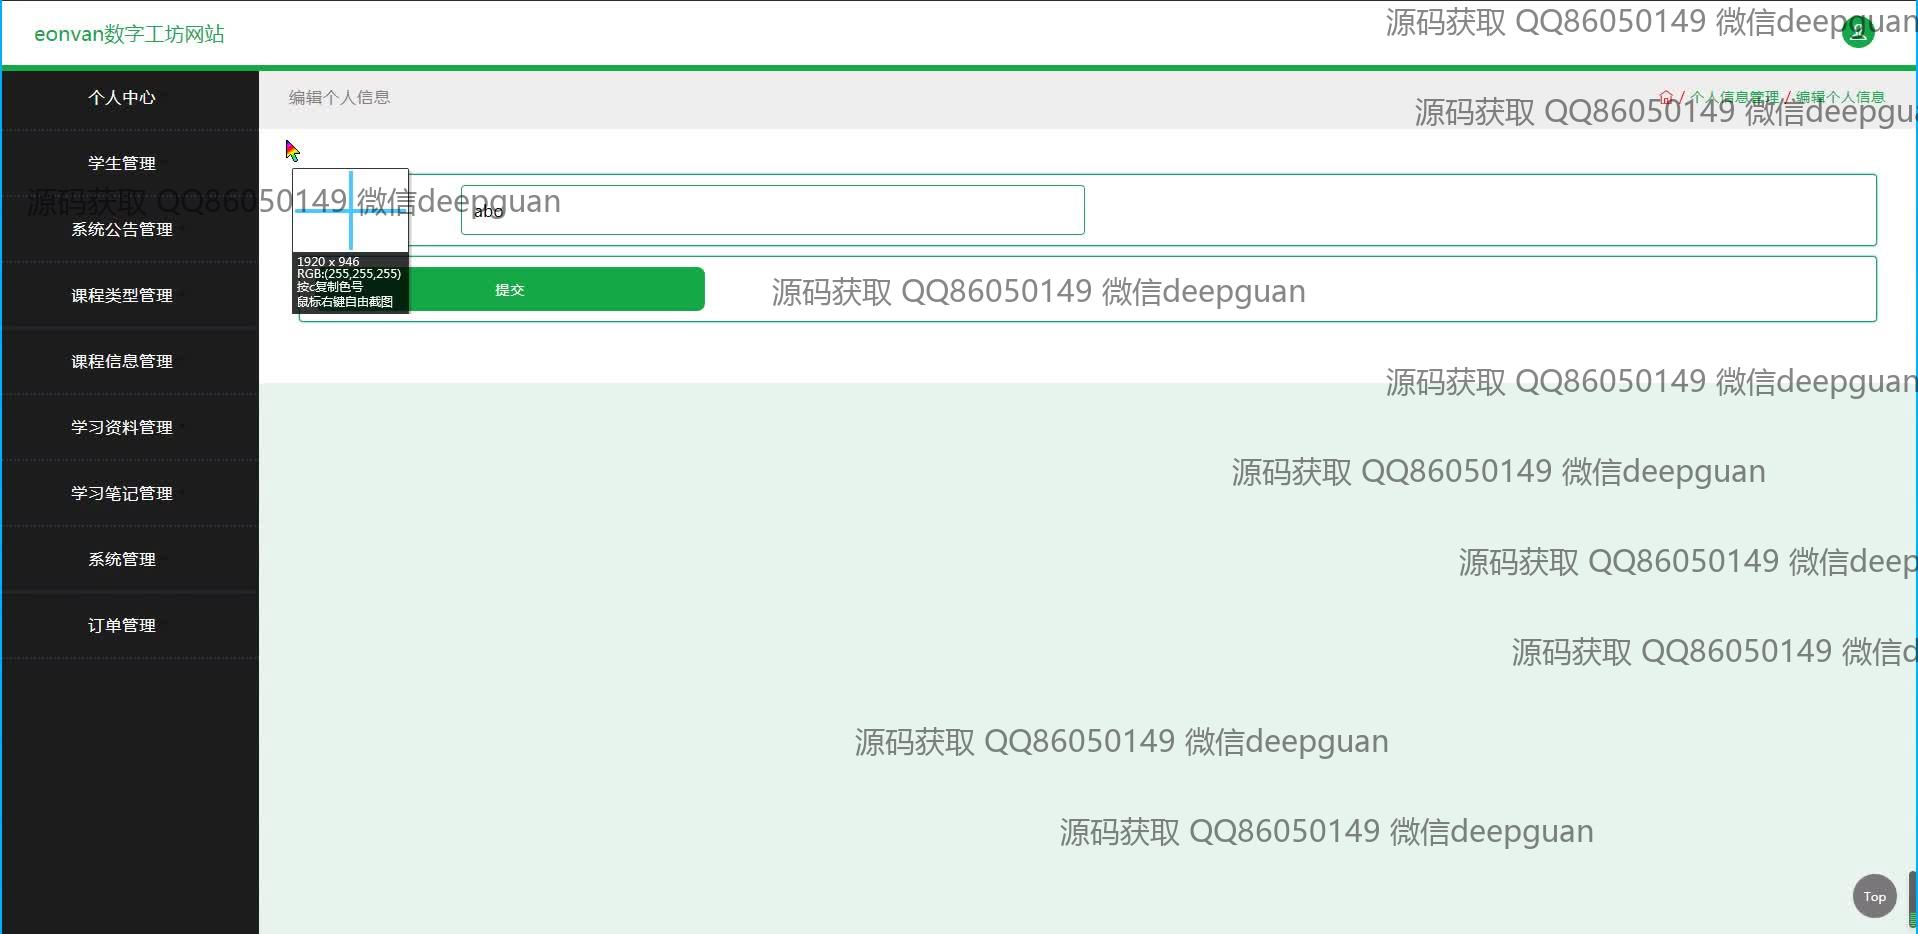 eonvan数字工坊网站
源码获取 QQ86050149 微信deepguan
个人中心
编辑个人信息
/ 个人信息管理 / 编辑个人信息
源码获取 QQ86050149 微信deepgua
学生管理
源码获取 QQ86050149 微信deepguan
abo
系统公告管理
1920 x 946
RGB:(255,255,255)
按c复制色号
鼠标右键自由截图
提交
源码获取 QQ86050149 微信deepguan
课程类型管理
课程信息管理
源码获取 QQ86050149 微信deepguan
学习资料管理
源码获取 QQ86050149 微信deepguan
学习笔记管理
系统管理
源码获取 QQ86050149 微信deep
订单管理
源码获取 QQ86050149 微信d
源码获取 QQ86050149 微信deepguan
源码获取 QQ86050149 微信deepguan
Top